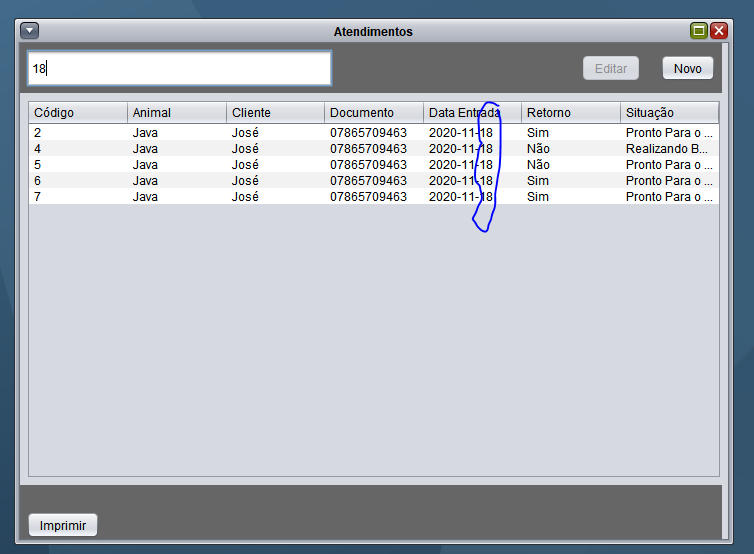 Atendimentos
18
Editar Novo
Código Animal Cliente Documento Data Entrada Retorno Situação
2 Java José 07865709463 2020-11-18 Sim Pronto Para o ...
4 Java José 07865709463 2020-11-18 Não Realizando B...
5 Java José 07865709463 2020-11-18 Não Pronto Para o ...
6 Java José 07865709463 2020-11-18 Sim Pronto Para o ...
7 Java José 07865709463 2020-11-18 Sim Pronto Para o ...
Imprimir